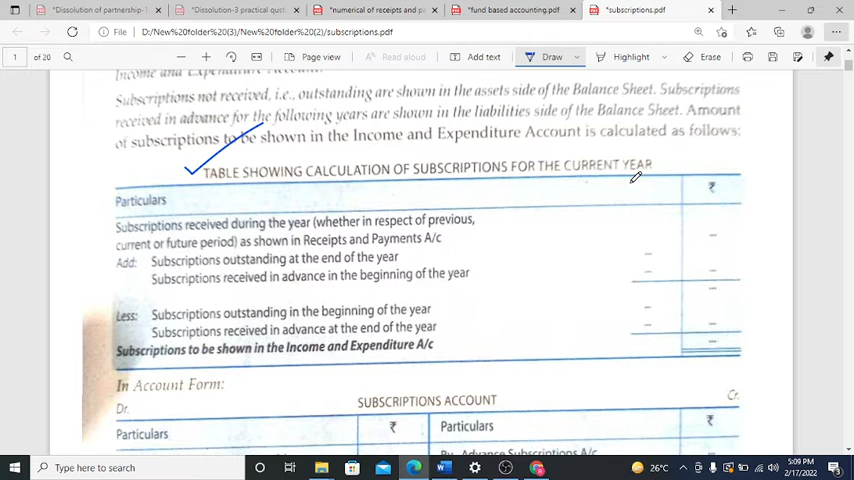 *Dissolution of partnership-1
*Dissolution-3 practical quest
*numerical of receipts and pa
*fund based accounting.pdf
*subscriptions.pdf
File
D:/New folder (3)/New folder (2)/subscriptions.pdf
1 of 20
Page view
Read aloud
Add text
Draw
Highlight
Erase
Income and Expenditure Account.
Subscriptions not received, i.e., outstanding are shown in the assets side of the Balance Sheet. Subscriptions
received in advance for the following years are shown in the liabilities side of the Balance Sheet. Amount
of subscriptions to be shown in the Income and Expenditure Account is calculated as follows:
TABLE SHOWING CALCULATION OF SUBSCRIPTIONS FOR THE CURRENT YEAR
Particulars ₹
Subscriptions received during the year (whether in respect of previous,
current or future period) as shown in Receipts and Payments A/c –
Add: Subscriptions outstanding at the end of the year –
Subscriptions received in advance in the beginning of the year – –
–
Less: Subscriptions outstanding in the beginning of the year –
Subscriptions received in advance at the end of the year – –
Subscriptions to be shown in the Income and Expenditure A/c –
In Account Form:
Dr. SUBSCRIPTIONS ACCOUNT Cr.
Particulars ₹ Particulars ₹
By Advance Subscriptions A/c
Type here to search
26°C
5:09 PM
2/17/2022
3